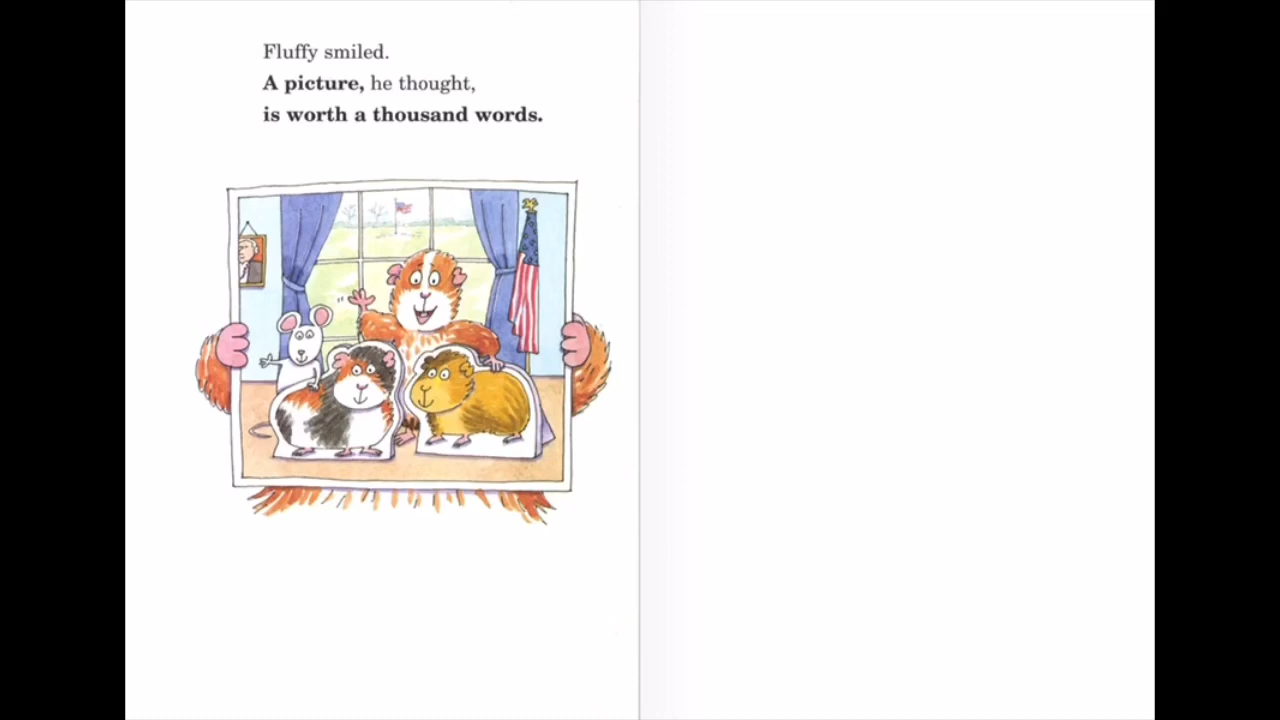 Fluffy smiled.
A picture, he thought,
is worth a thousand words.